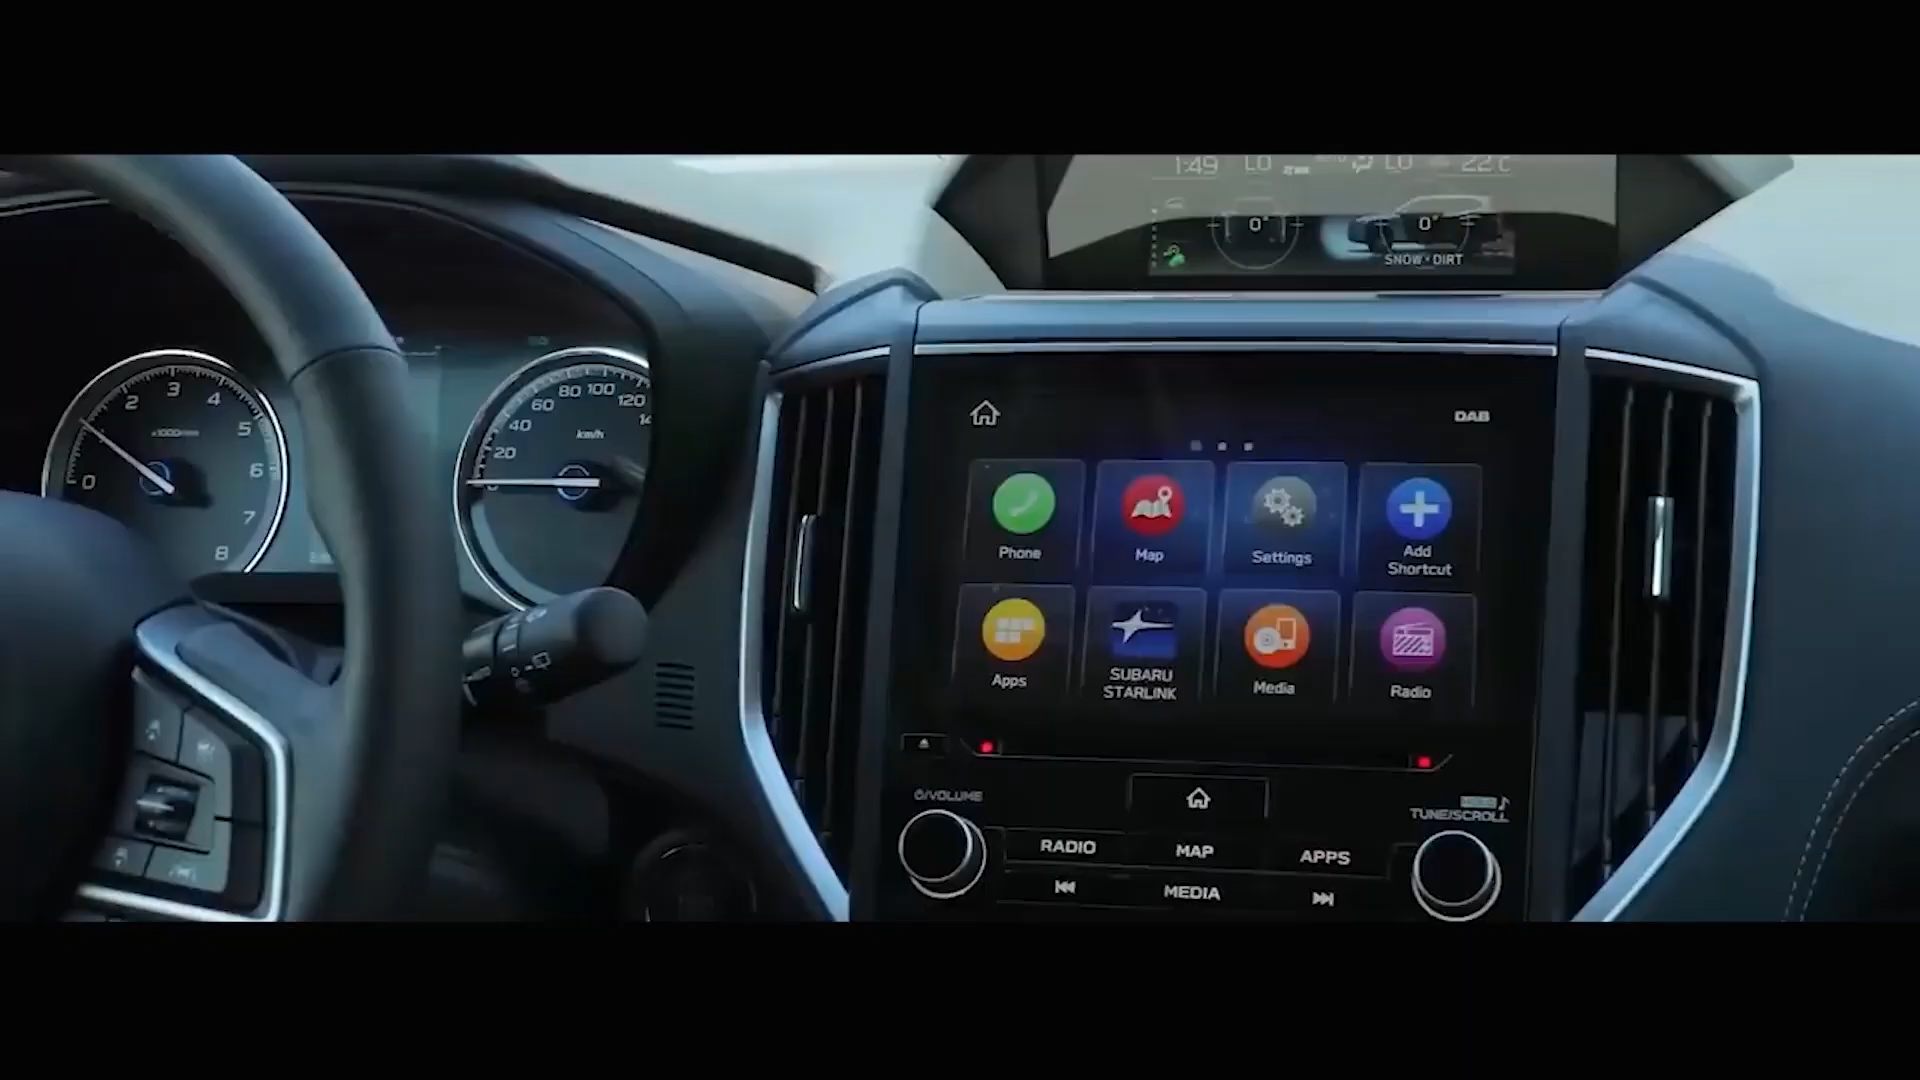 1:49 LO LO 22°C
0° 0°
SNOW・DIRT
0 2 3 4 5 6 7 8
x1000r/min
0 20 40 60 80 100 120
km/h
DAB
Phone
Map
Settings
Add
Shortcut
Apps
SUBARU
STARLINK
Media
Radio
/VOLUME
TUNE/SCROLL
RADIO
MAP
APPS
MEDIA